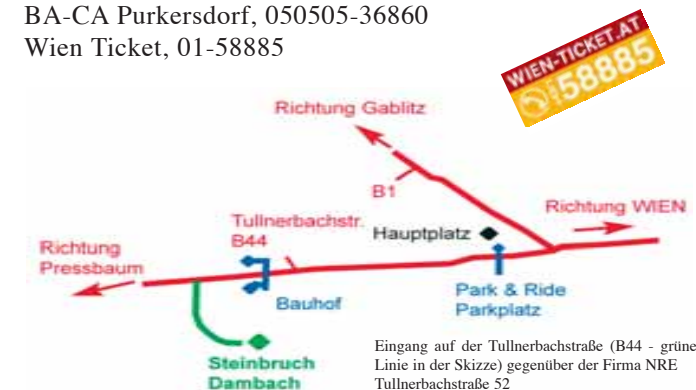 BA-CA Purkersdorf, 050505-36860
Wien Ticket, 01-58885
WIEN-TICKET.AT
58885
Richtung Gablitz
B1
Richtung WIEN
Tullnerbachstr.
B44
Hauptplatz
Richtung
Pressbaum
Bauhof
Park & Ride
Parkplatz
Steinbruch
Dambach
Eingang auf der Tullnerbachstraße (B44 - grüne
Linie in der Skizze) gegenüber der Firma NRE
Tullnerbachstraße 52